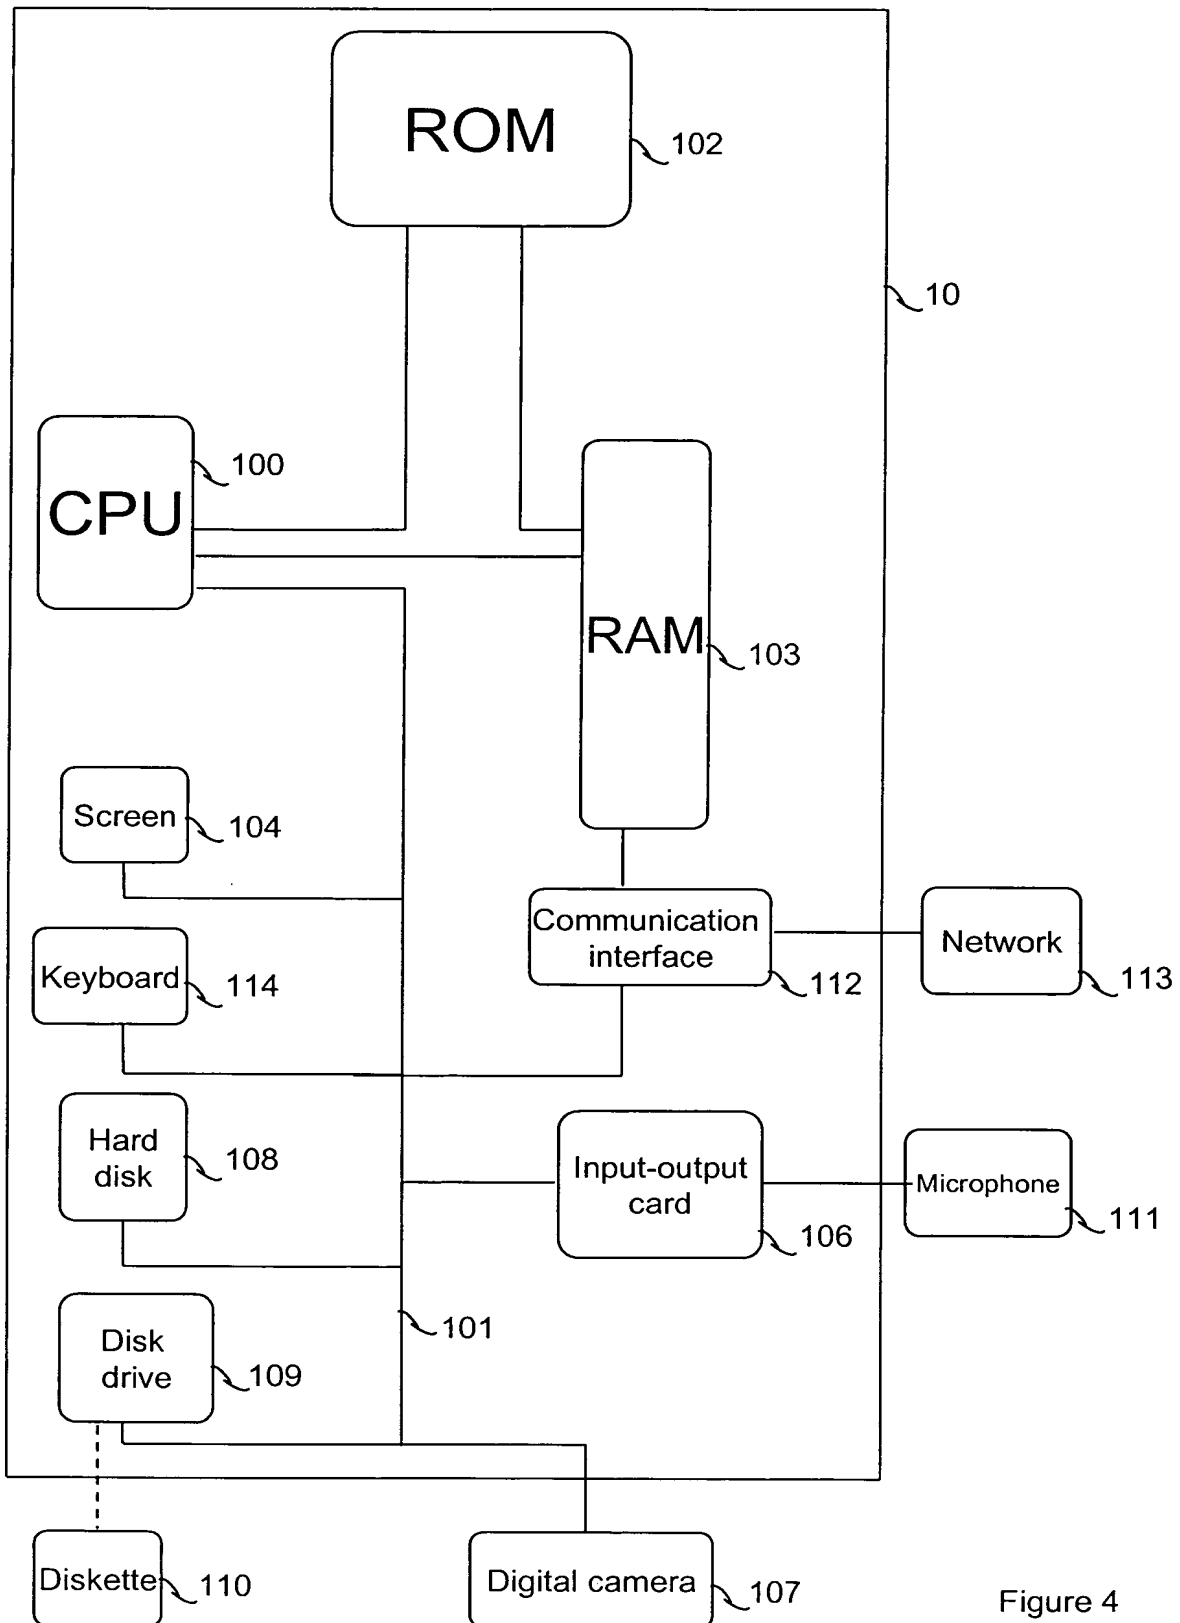 ROM
102
10
100
CPU
RAM
103
Screen
104
Communication
interface
112
Network
113
Keyboard
114
Hard
disk
108
Input-output
card
106
Microphone
111
101
Disk
drive
109
Diskette
110
Digital camera
107
Figure 4